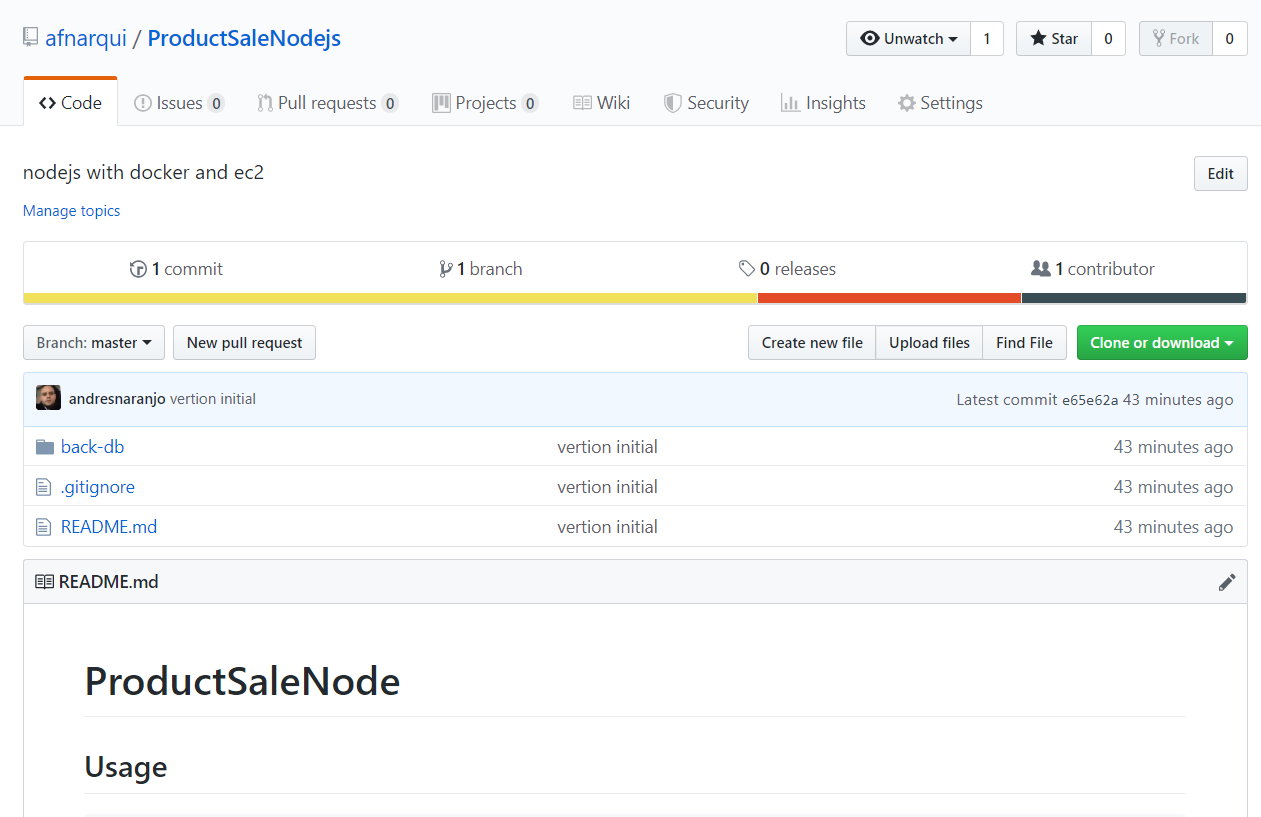 afnarqui / ProductSaleNodejs
Unwatch 1 Star 0 Fork 0
Code Issues 0 Pull requests 0 Projects 0 Wiki Security Insights Settings
nodejs with docker and ec2
Edit
Manage topics
1 commit 1 branch 0 releases 1 contributor
Branch: master New pull request Create new file Upload files Find File Clone or download
andresnaranjo vertion initial Latest commit e65e62a 43 minutes ago
back-db vertion initial 43 minutes ago
.gitignore vertion initial 43 minutes ago
README.md vertion initial 43 minutes ago
README.md
ProductSaleNode
Usage